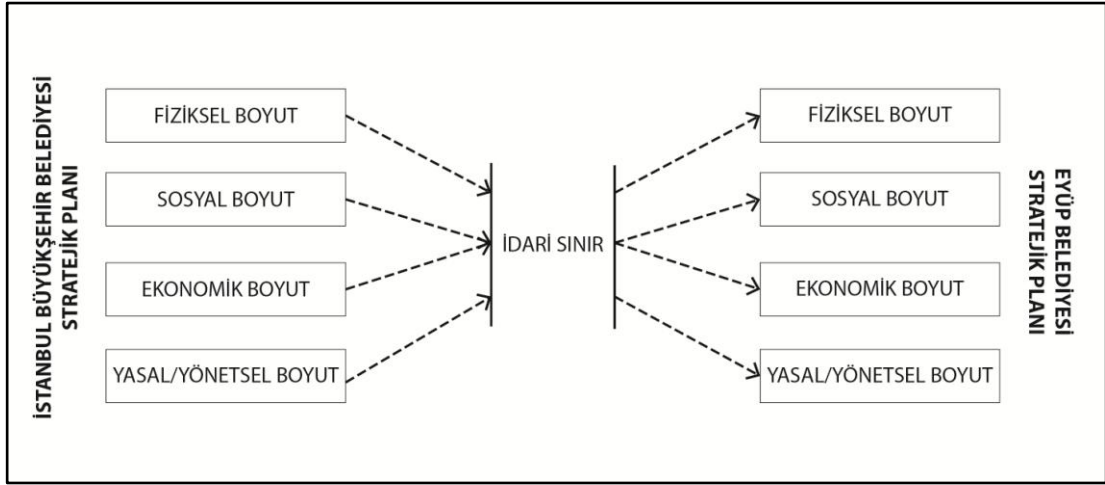 İSTANBUL BÜYÜKŞEHİR BELEDİYESİ
STRATEJİK PLANI
FİZİKSEL BOYUT
SOSYAL BOYUT
EKONOMİK BOYUT
YASAL/YÖNETSEL BOYUT
İDARİ SINIR
FİZİKSEL BOYUT
SOSYAL BOYUT
EKONOMİK BOYUT
YASAL/YÖNETSEL BOYUT
EYÜP BELEDİYESİ
STRATEJİK PLANI